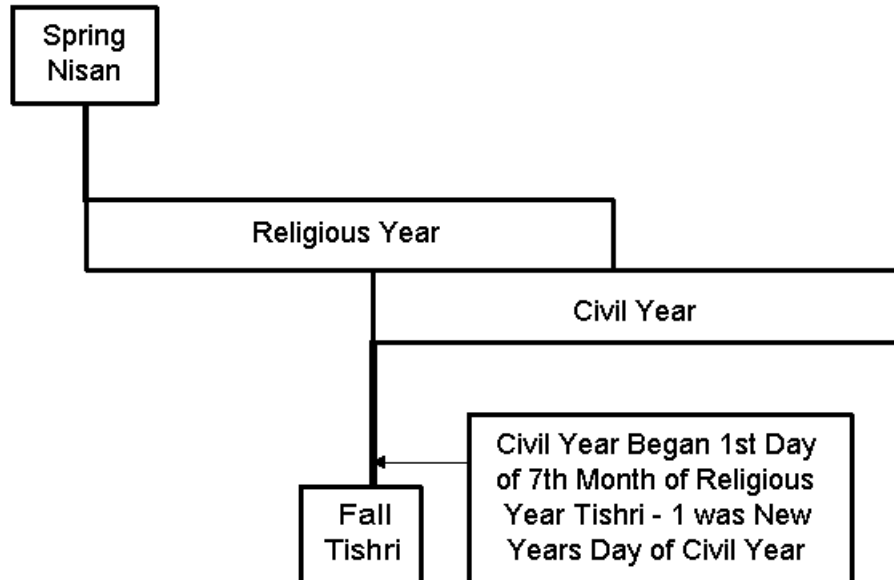 Spring
Nisan
Religious Year
Civil Year
Civil Year Began 1st Day
of 7th Month of Religious
Year Tishri - 1 was New
Years Day of Civil Year
Fall
Tishri